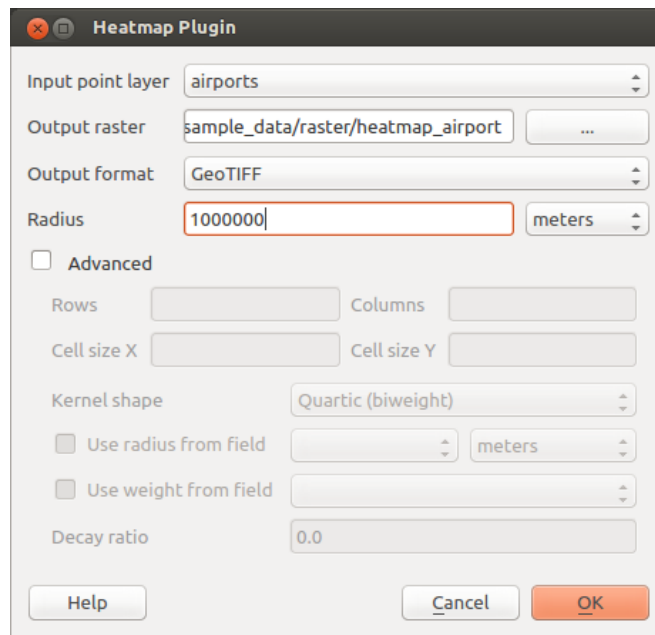 Heatmap Plugin
Input point layer airports
Output raster sample_data/raster/heatmap_airport ...
Output format GeoTIFF
Radius 1000000 meters
Advanced
Rows Columns
Cell size X Cell size Y
Kernel shape Quartic (biweight)
Use radius from field meters
Use weight from field
Decay ratio 0.0
Help Cancel OK